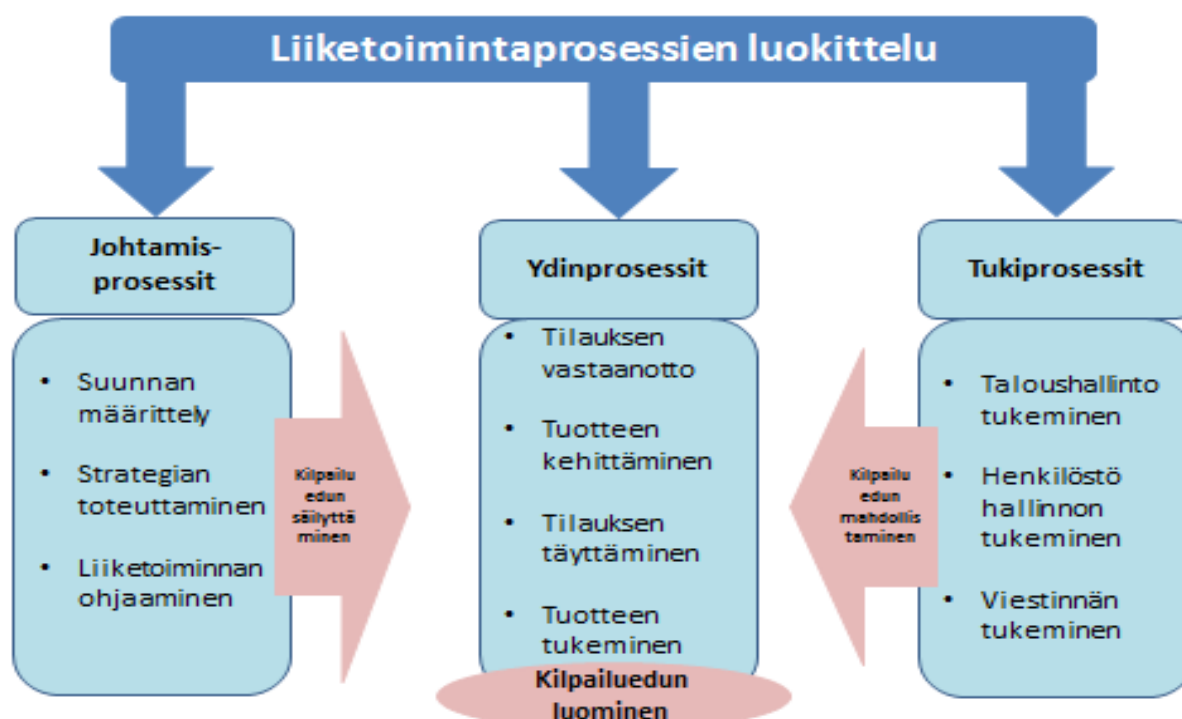 Liiketoimintaprosessien luokittelu
Johtamis-
prosessit
• Suunnan
määrittely
• Strategian
toteuttaminen
• Liiketoiminnan
ohjaaminen
Kilpailu
edun
säilyttä
minen
Ydinprosessit
• Tilauksen
vastaanotto
• Tuotteen
kehittäminen
• Tilauksen
täyttäminen
• Tuotteen
tukeminen
Kilpailuedun
luominen
Kilpailu
edun
mahdollis
taminen
Tukiprosessit
• Taloushallinto
tukeminen
• Henkilöstö
hallinnon
tukeminen
• Viestinnän
tukeminen